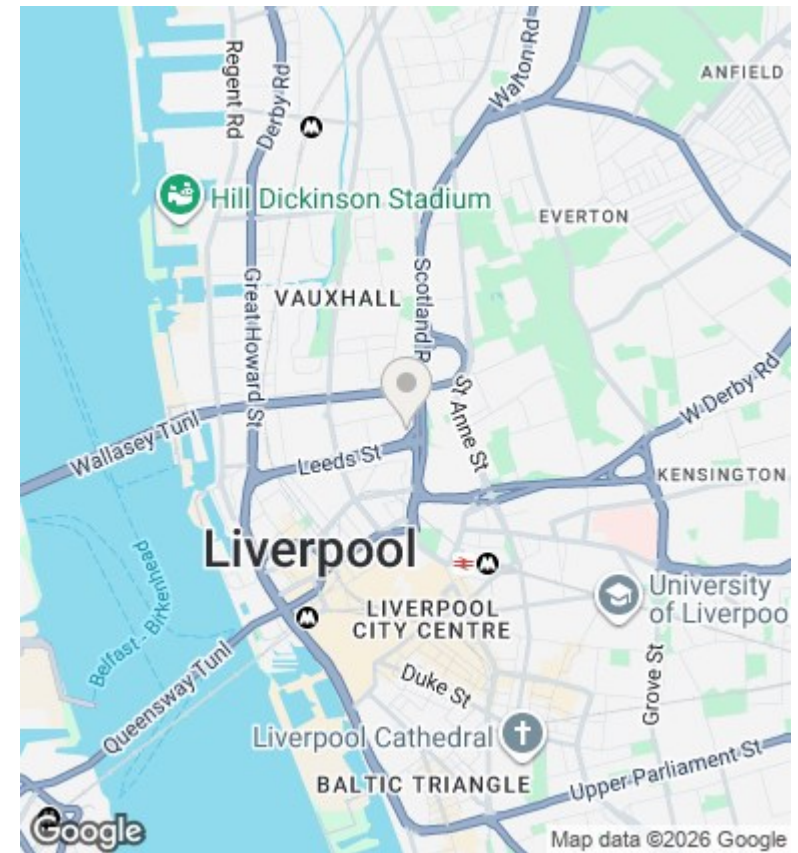 Regent Rd
Derby Rd
Walton Rd
ANFIELD
Hill Dickinson Stadium
EVERTON
Great Howard St
VAUXHALL
Scotland R
St Anne St
W Derby Rd
Wallasey Tunl
Leeds St
KENSINGTON
Liverpool
Belfast - Birkenhead
LIVERPOOL
CITY CENTRE
University
of Liverpoo
Queensway Tunl
Duke St
Grove St
Liverpool Cathedral
BALTIC TRIANGLE
Upper Parliament St
Google
Map data ©2026 Google